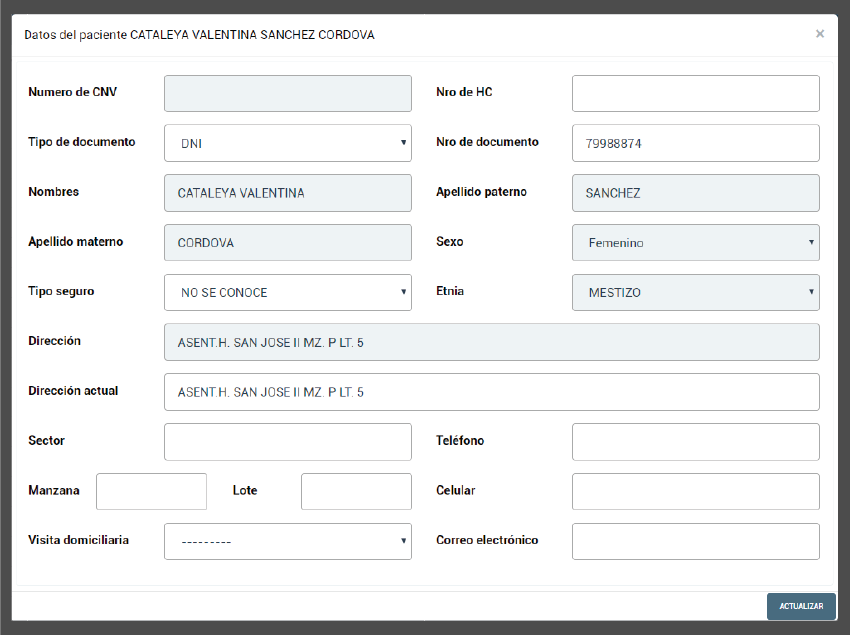 Datos del paciente CATALEYA VALENTINA SANCHEZ CORDOVA ×
Numero de CNV Nro de HC
Tipo de documento DNI Nro de documento 79988874
Nombres CATALEYA VALENTINA Apellido paterno SANCHEZ
Apellido materno CORDOVA Sexo Femenino
Tipo seguro NO SE CONOCE Etnia MESTIZO
Dirección ASENT.H. SAN JOSE II MZ. P LT. 5
Dirección actual ASENT.H. SAN JOSE II MZ. P LT. 5
Sector Teléfono
Manzana Lote Celular
Visita domiciliaria --------- Correo electrónico
ACTUALIZAR